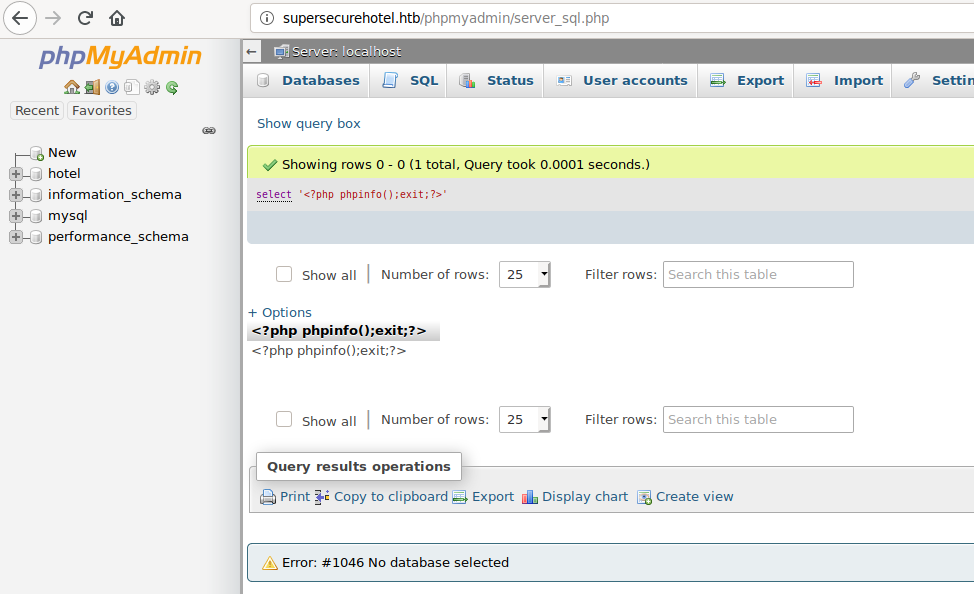 supersecurehotel.htb/phpmyadmin/server_sql.php
phpMyAdmin
Recent Favorites
New
hotel
information_schema
mysql
performance_schema
Server: localhost
Databases SQL Status User accounts Export Import Settin
Show query box
Showing rows 0 - 0 (1 total, Query took 0.0001 seconds.)
select '<?php phpinfo();exit;?>'
Show all Number of rows: 25 Filter rows: Search this table
+ Options
<?php phpinfo();exit;?>
<?php phpinfo();exit;?>
Show all Number of rows: 25 Filter rows: Search this table
Query results operations
Print Copy to clipboard Export Display chart Create view
Error: #1046 No database selected